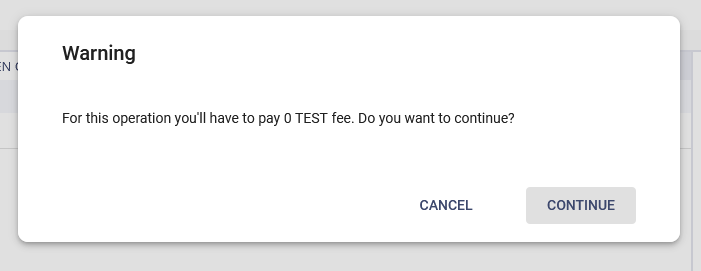 Warning
EN
For this operation you'll have to pay 0 TEST fee. Do you want to continue?
CANCEL
CONTINUE